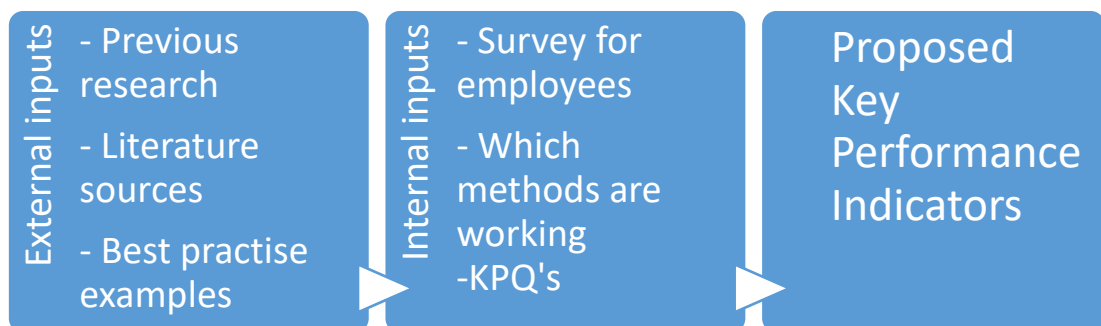 External inputs
- Previous
research
- Literature
sources
- Best practise
examples
Internal inputs
- Survey for
employees
- Which
methods are
working
-KPQ's
Proposed
Key
Performance
Indicators